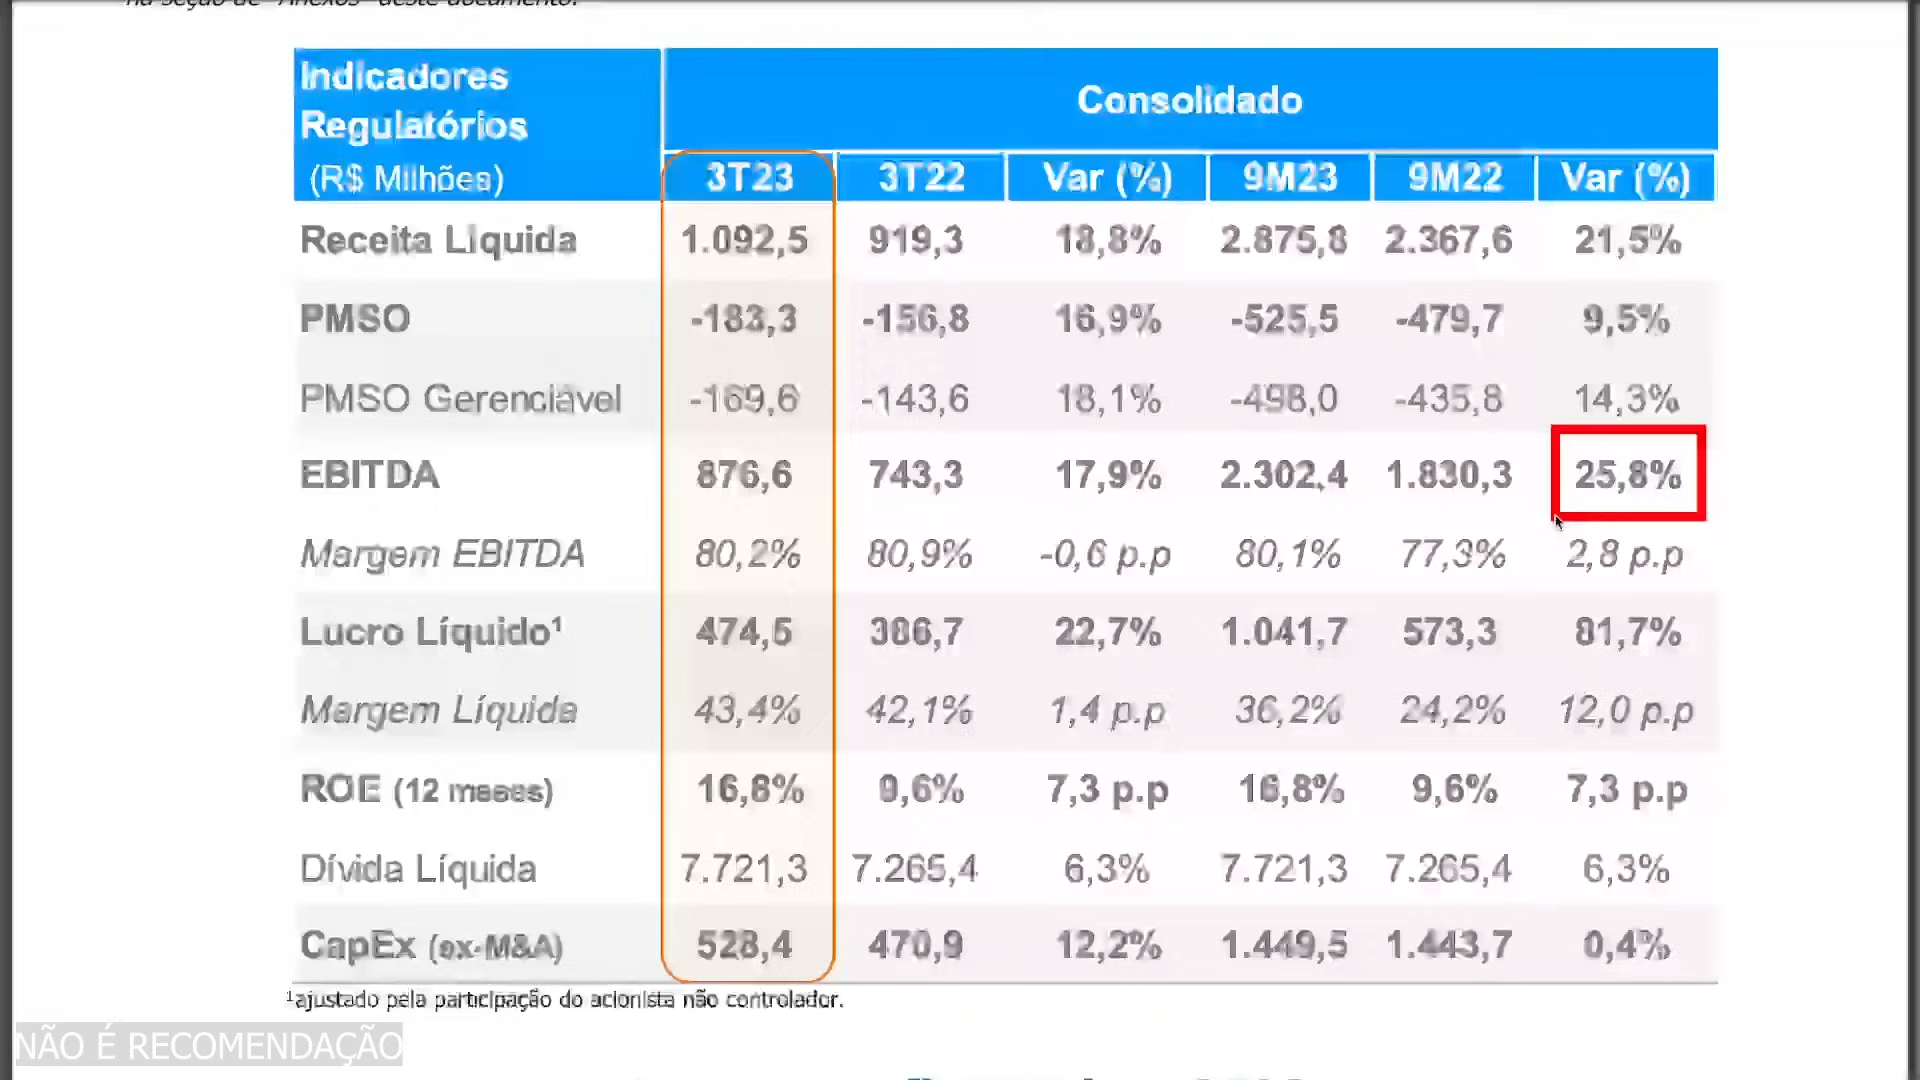 na seção de "Anexos" deste documento.
Indicadores Regulatórios (R$ Milhões) Consolidado
3T23 3T22 Var (%) 9M23 9M22 Var (%)
Receita Líquida 1.092,5 919,3 18,8% 2.875,8 2.367,6 21,5%
PMSO -183,3 -156,8 16,9% -525,5 -479,7 9,5%
PMSO Gerenciável -169,6 -143,6 18,1% -498,0 -435,8 14,3%
EBITDA 876,6 743,3 17,9% 2.302,4 1.830,3 25,8%
Margem EBITDA 80,2% 80,9% -0,6 p.p 80,1% 77,3% 2,8 p.p
Lucro Líquido¹ 474,5 386,7 22,7% 1.041,7 573,3 81,7%
Margem Líquida 43,4% 42,1% 1,4 p.p 36,2% 24,2% 12,0 p.p
ROE (12 meses) 16,8% 9,6% 7,3 p.p 16,8% 9,6% 7,3 p.p
Dívida Líquida 7.721,3 7.265,4 6,3% 7.721,3 7.265,4 6,3%
CapEx (ex-M&A) 528,4 470,9 12,2% 1.449,5 1.443,7 0,4%
¹ajustado pela participação do acionista não controlador.
NÃO É RECOMENDAÇÃO